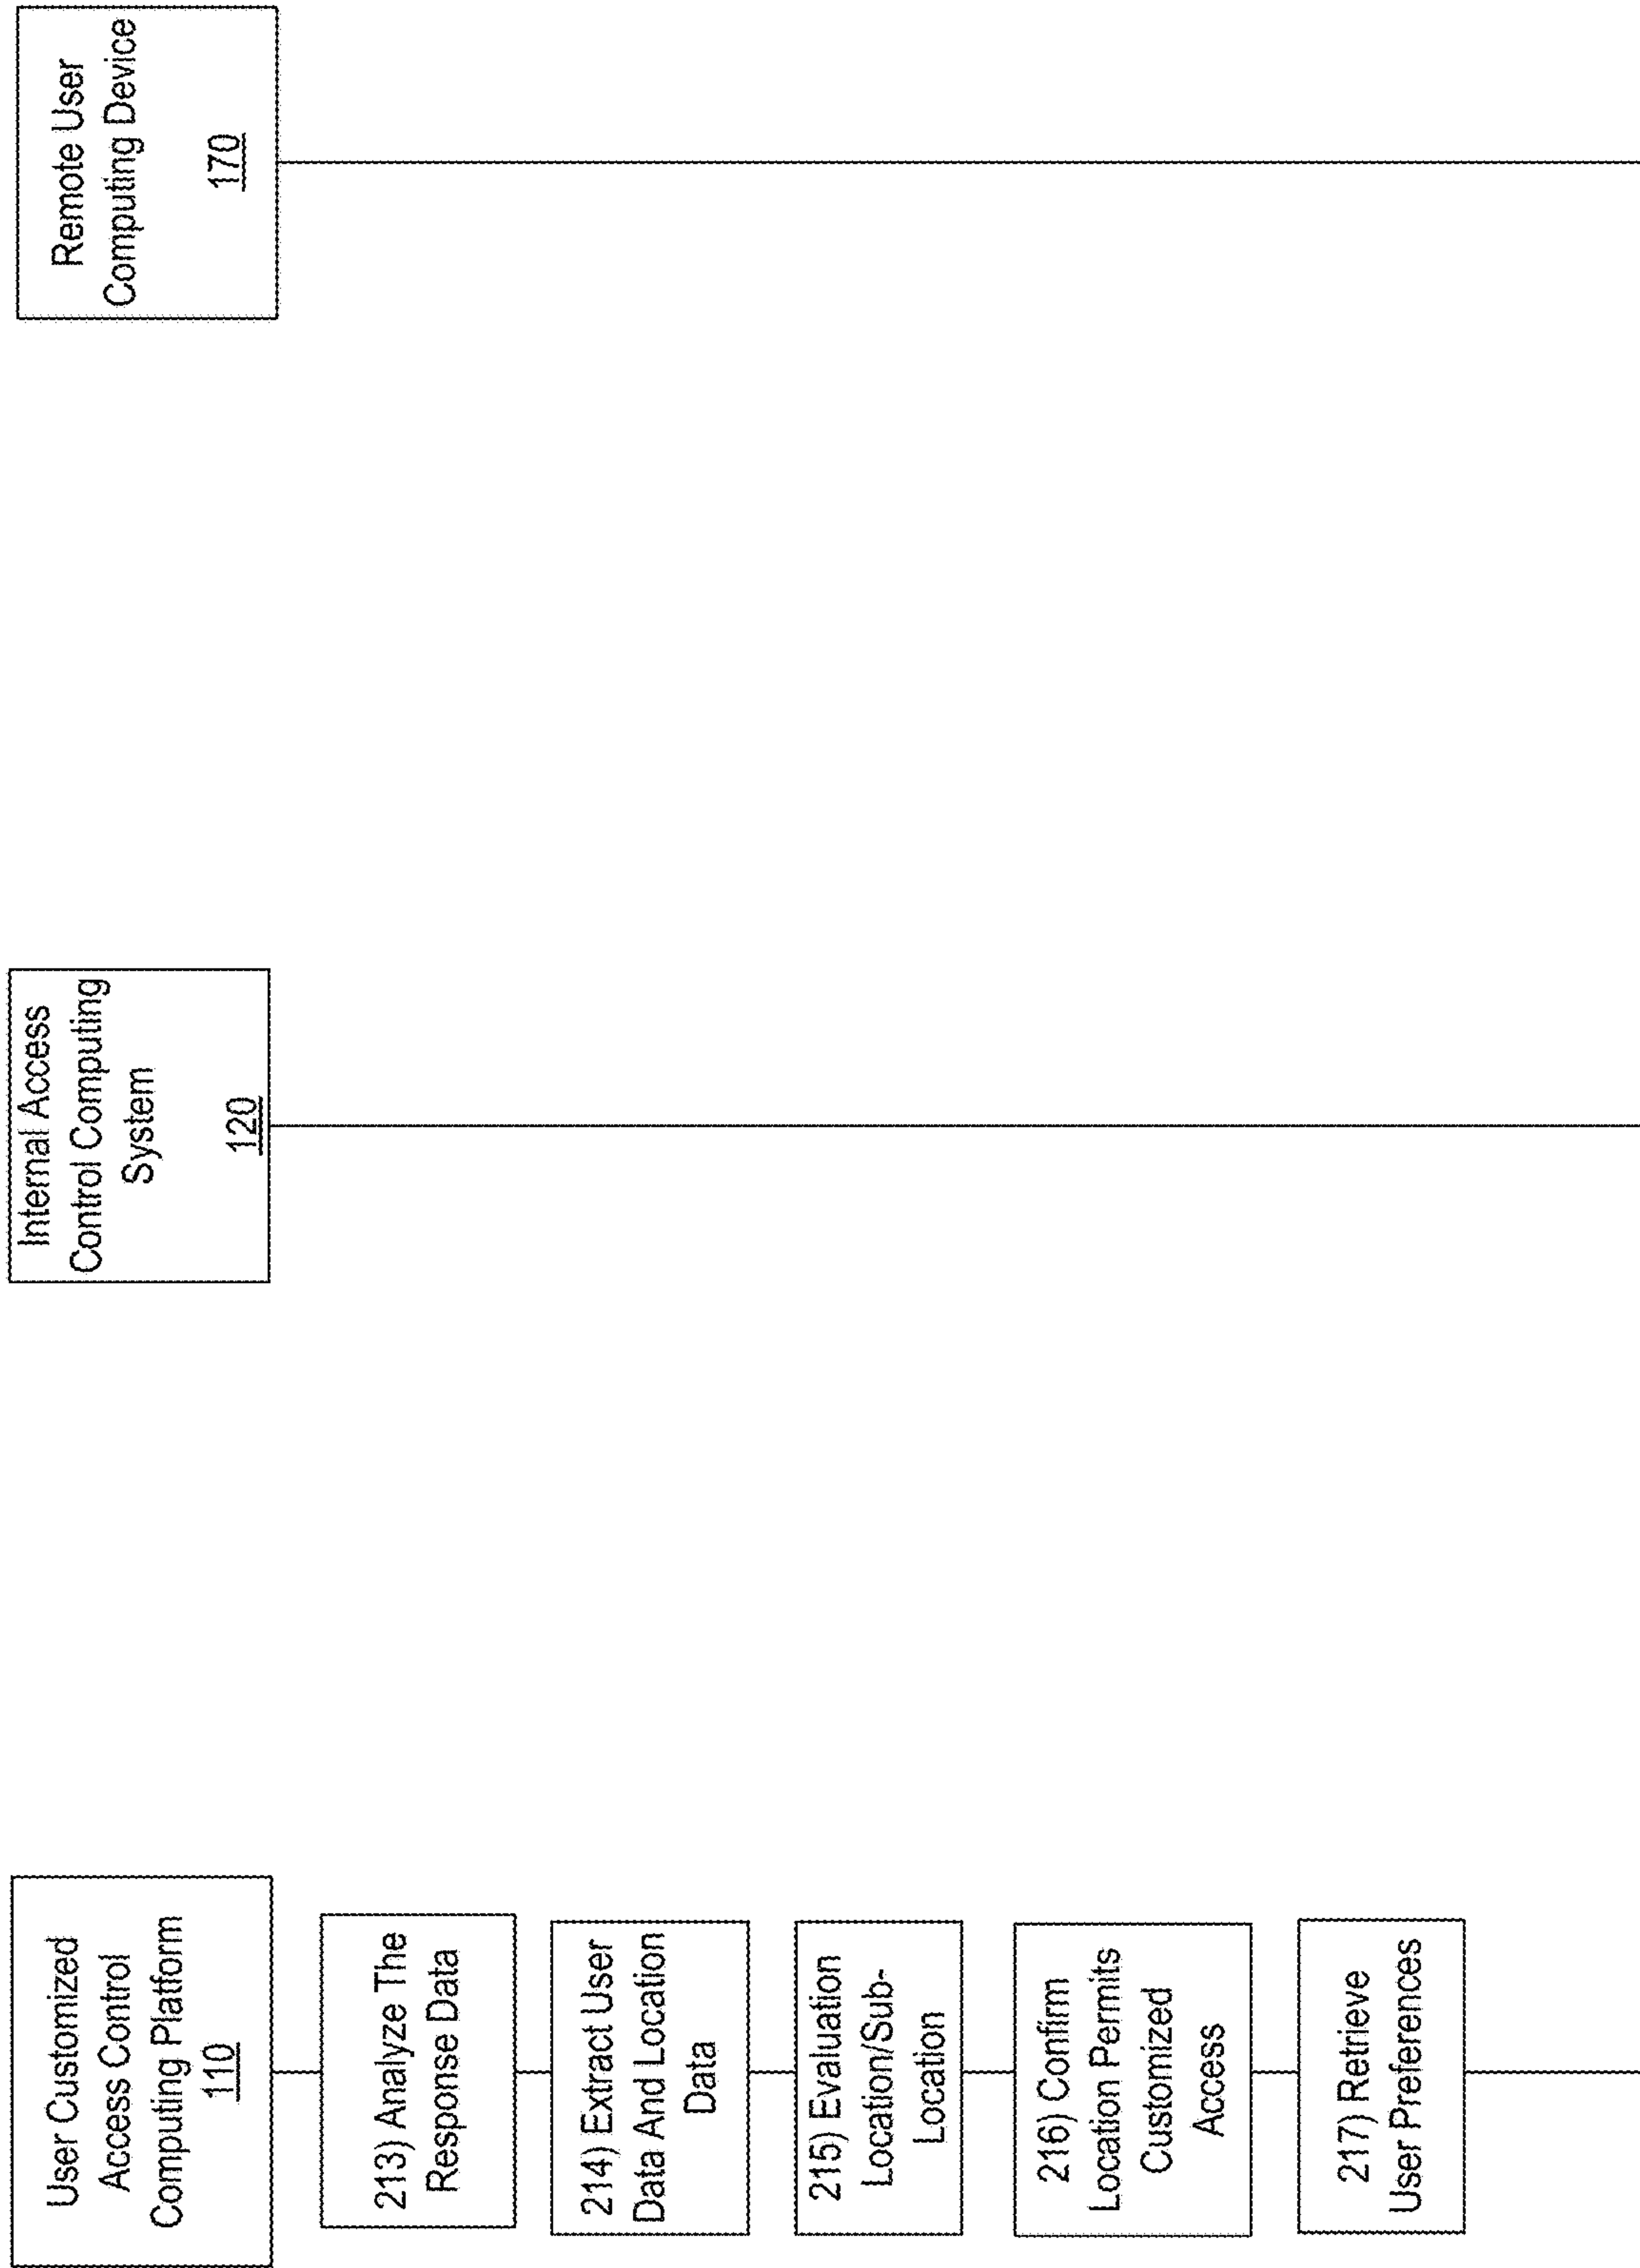 User Customized
Access Control
Computing Platform
110
Internal Access
Control Computing
System
120
Remote User
Computing Device
170
213) Analyze The
Response Data
214) Extract User
Data And Location
Data
215) Evaluation
Location/Sub-
Location
216) Confirm
Location Permits
Customized
Access
217) Retrieve
User Preferences